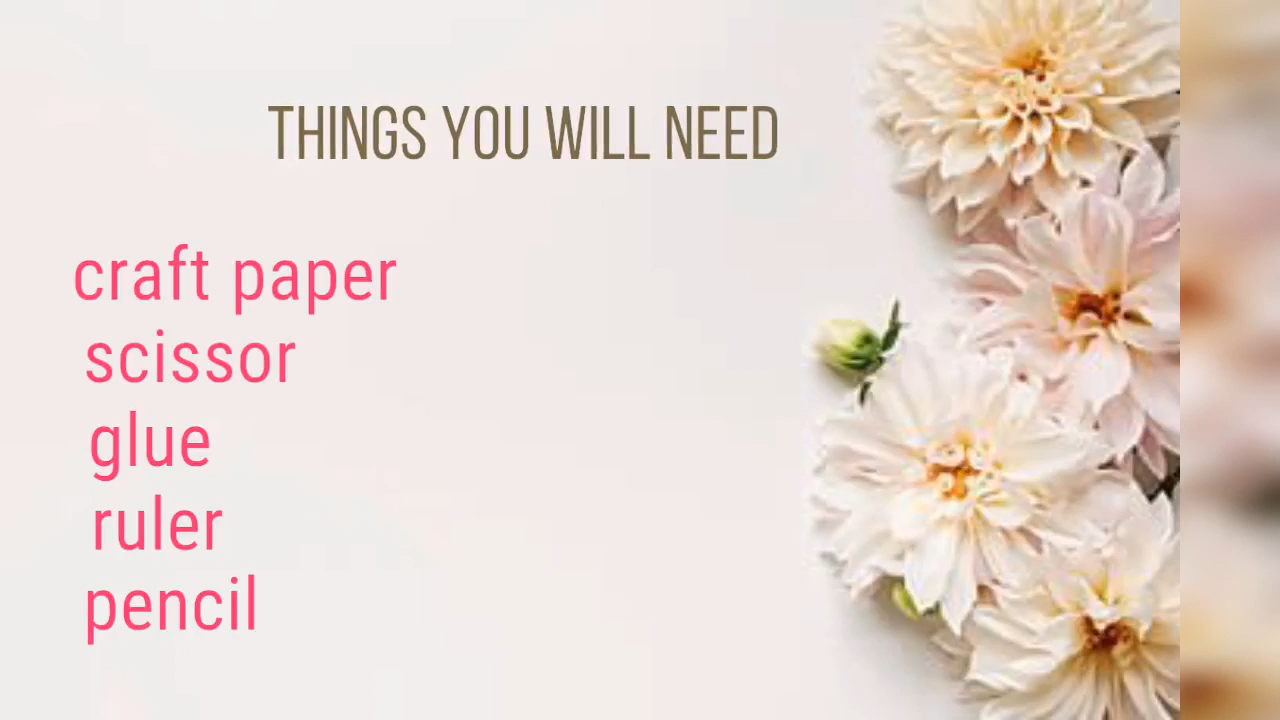 THINGS YOU WILL NEED
craft paper
scissor
glue
ruler
pencil